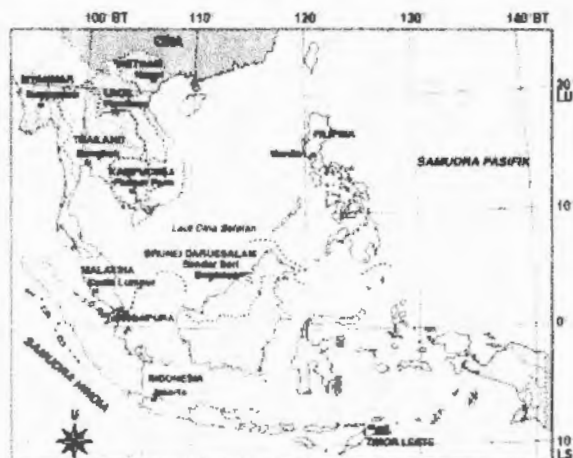 100° BT 110 120 130 140° BT
CINA
VIETNAM
MYANMAR
LAOS
20
LU
THAILAND
FILIPINA
Manila
SAMUDRA PASIFIK
KAMPUCHEA
Phnom Penh
10
Laut Cina Selatan
BRUNEI DARUSSALAM
Bandar Seri
Begawan
MALAYSIA
Kuala Lumpur
SINGAPURA
0
SAMUDRA HINDIA
INDONESIA
Jakarta
U
TIMOR LESTE
10
LS